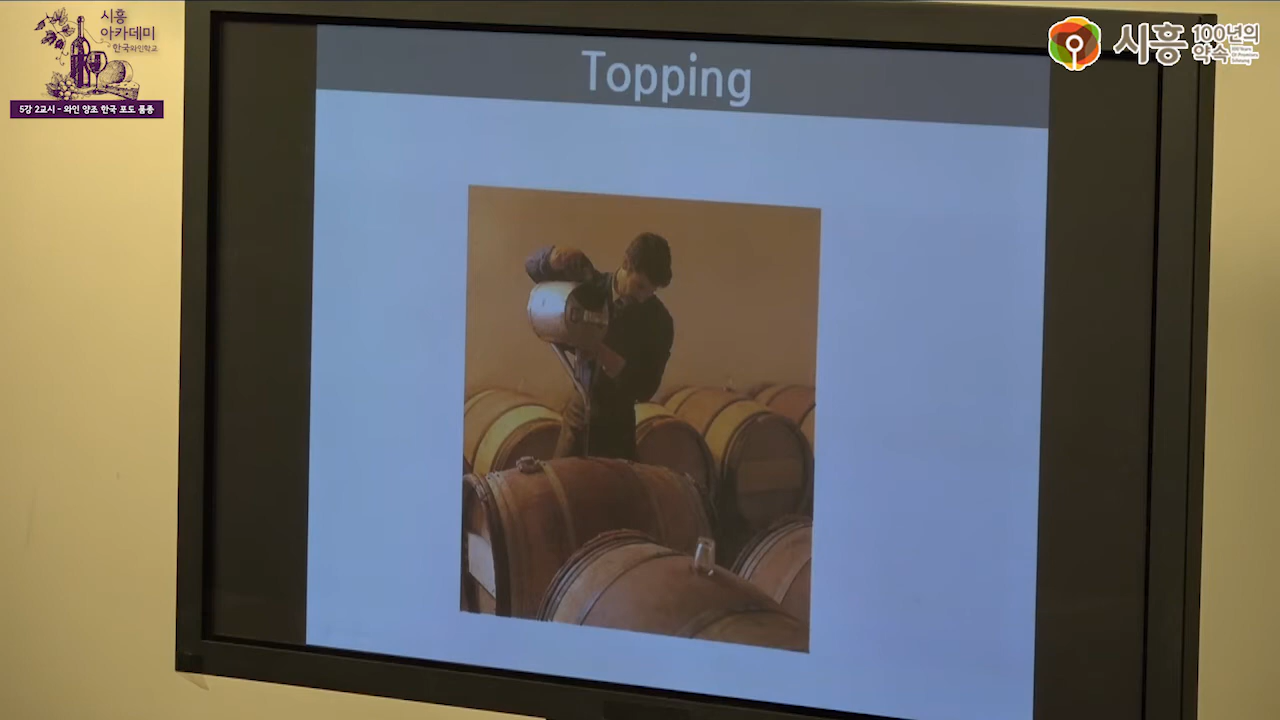 시흥
아카데미
한국와인학교
5강 2교시 - 와인 양조 한국 포도 품종
Topping
시흥
100년의
약속